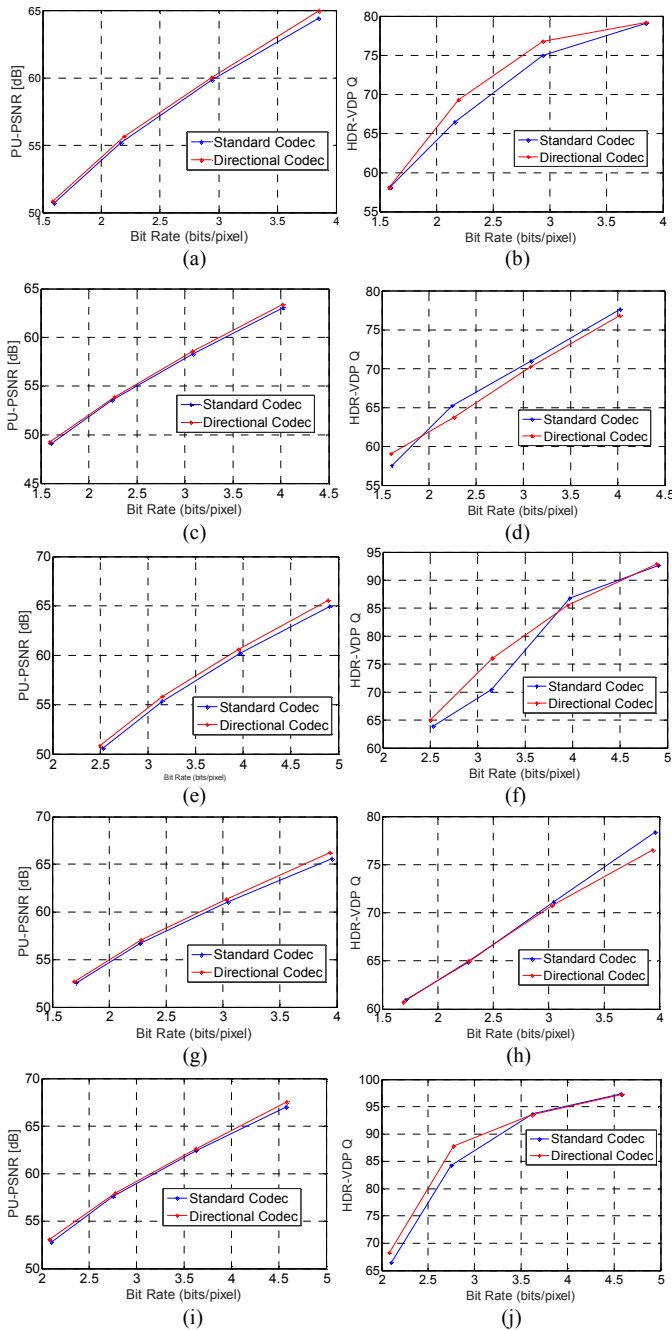 65
60
55
50
PU-PSNR [dB]
Standard Codec
Directional Codec
1.5 2 2.5 3 3.5 4
Bit Rate (bits/pixel)
(a)
80
75
70
65
60
55
HDR-VDP Q
Standard Codec
Directional Codec
1.5 2 2.5 3 3.5 4
Bit Rate (bits/pixel)
(b)
65
60
55
50
45
PU-PSNR [dB]
Standard Codec
Directional Codec
1.5 2 2.5 3 3.5 4 4.5
Bit Rate (bits/pixel)
(c)
80
75
70
65
60
55
HDR-VDP Q
Standard Codec
Directional Codec
1.5 2 2.5 3 3.5 4 4.5
Bit Rate (bits/pixel)
(d)
70
65
60
55
50
PU-PSNR [dB]
Standard Codec
Directional Codec
2 2.5 3 3.5 4 4.5 5
Bit Rate (bits/pixel)
(e)
95
90
85
80
75
70
65
60
HDR-VDP Q
Standard Codec
Directional Codec
2 2.5 3 3.5 4 4.5 5
Bit Rate (bits/pixel)
(f)
70
65
60
55
50
PU-PSNR [dB]
Standard Codec
Directional Codec
1.5 2 2.5 3 3.5 4
Bit Rate (bits/pixel)
(g)
80
75
70
65
60
HDR-VDP Q
Standard Codec
Directional Codec
1.5 2 2.5 3 3.5 4
Bit Rate (bits/pixel)
(h)
70
65
60
55
50
PU-PSNR [dB]
Standard Codec
Directional Codec
2 2.5 3 3.5 4 4.5 5
Bit Rate (bits/pixel)
(i)
100
95
90
85
80
75
70
65
HDR-VDP Q
Standard Codec
Directional Codec
2 2.5 3 3.5 4 4.5 5
Bit Rate (bits/pixel)
(j)